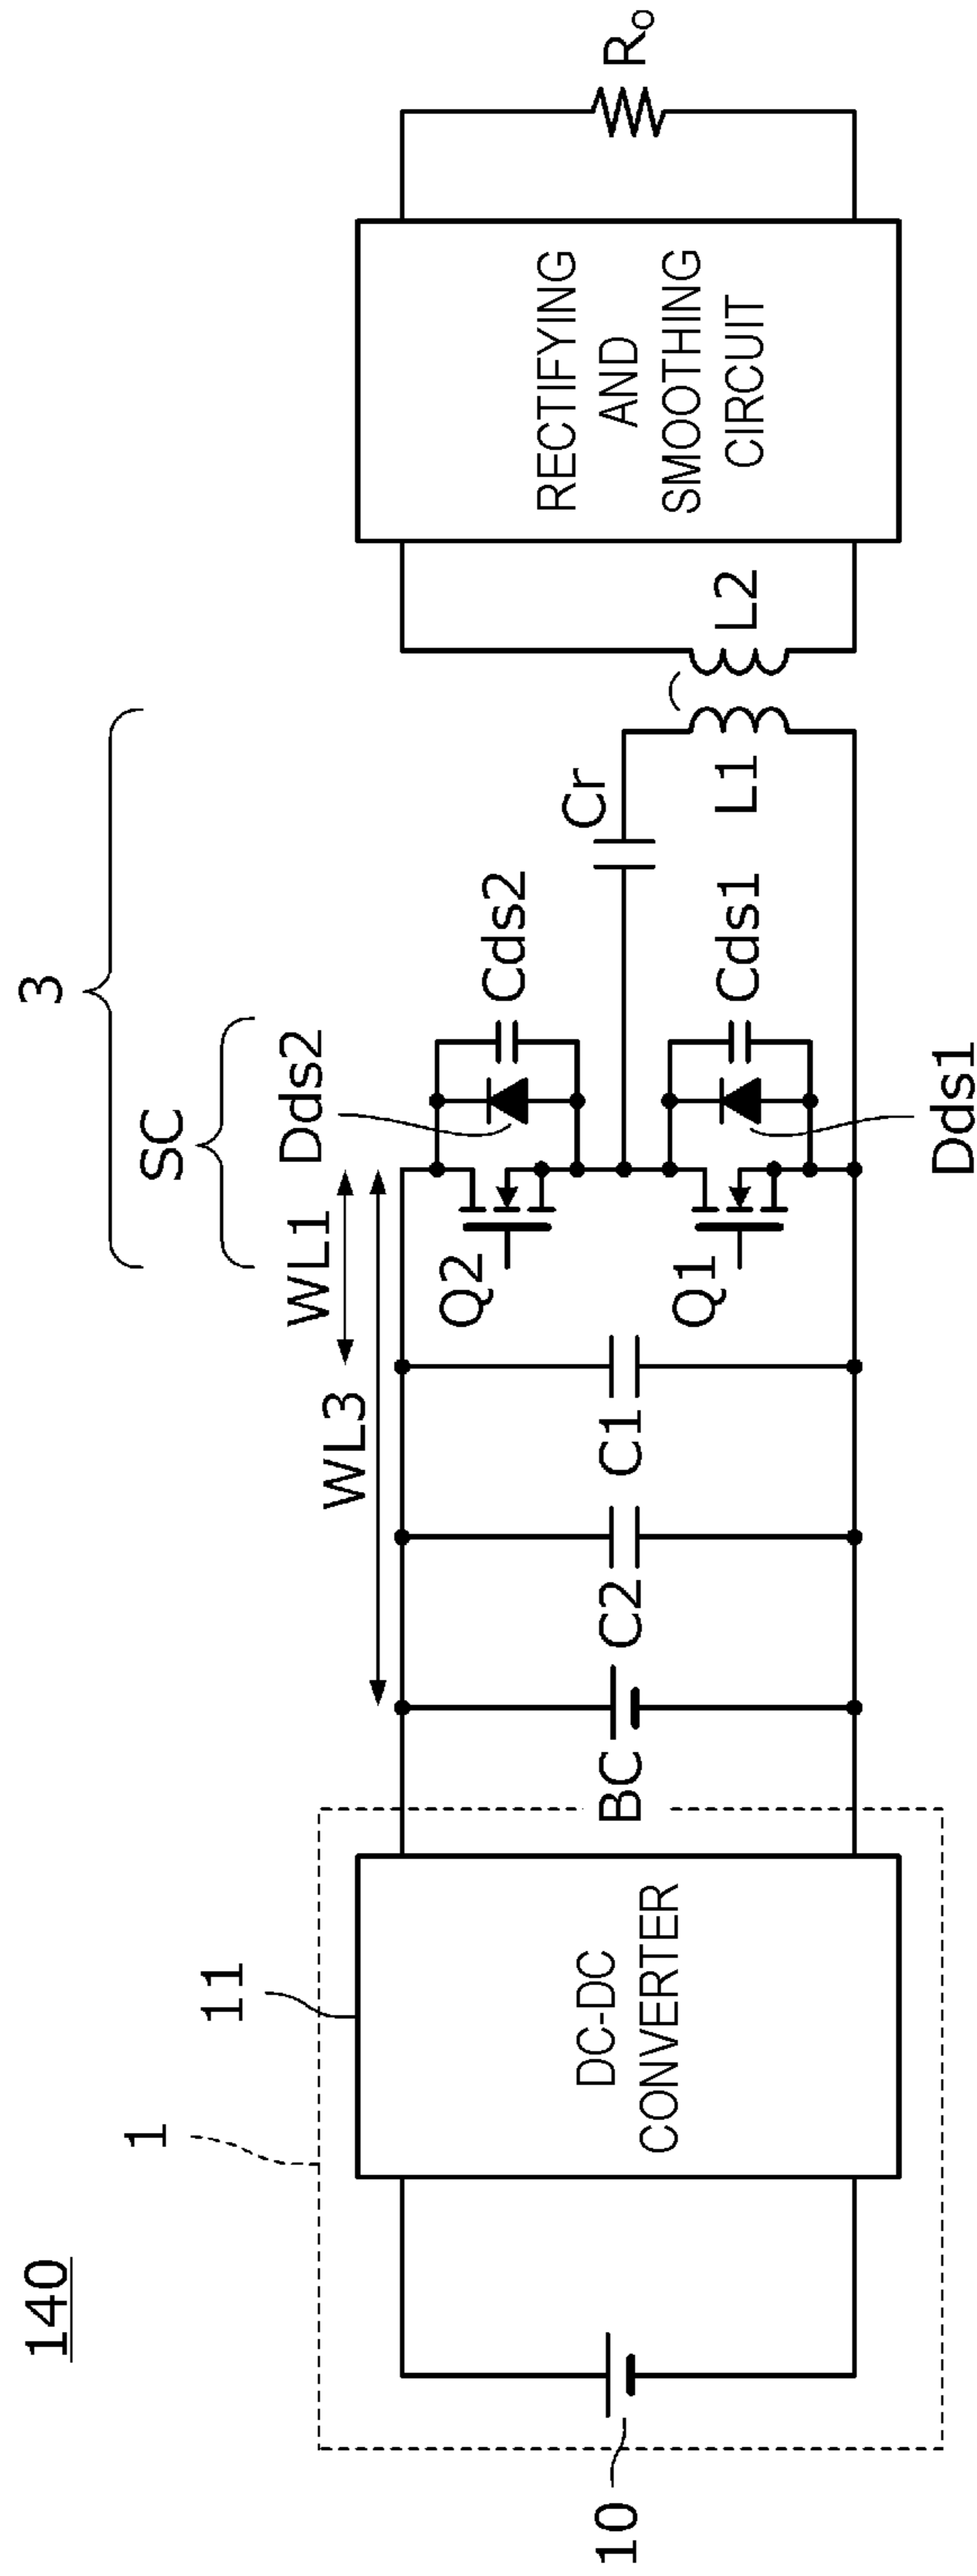 140
1
11
10
DC-DC
CONVERTER
BC
C2
C1
WL3
WL1
3
SC
Dds2
Q2
Cds2
Q1
Cds1
Dds1
Cr
L1
L2
RECTIFYING
AND
SMOOTHING
CIRCUIT
Ro